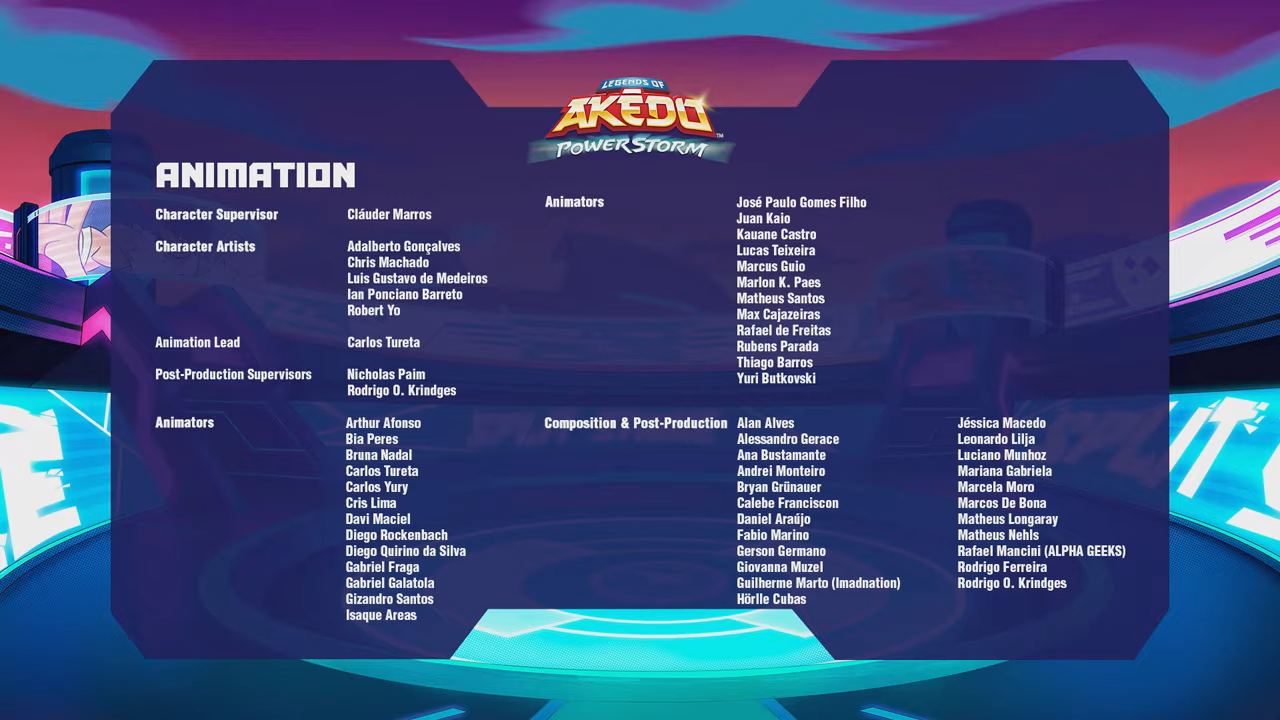 LEGENDS OF
AKEDO
POWERSTORM
TM
ANIMATION
Character Supervisor Cláuder Marros
Character Artists Adalberto Gonçalves
Chris Machado
Luis Gustavo de Medeiros
Ian Ponciano Barreto
Robert Yo
Animation Lead Carlos Tureta
Post-Production Supervisors Nicholas Paim
Rodrigo O. Krindges
Animators Arthur Afonso
Bia Peres
Bruna Nadal
Carlos Tureta
Carlos Yury
Cris Lima
Davi Maciel
Diego Rockenbach
Diego Quirino da Silva
Gabriel Fraga
Gabriel Galatola
Gizandro Santos
Isaque Areas
Animators José Paulo Gomes Filho
Juan Kaio
Kauane Castro
Lucas Teixeira
Marcus Guio
Marlon K. Paes
Matheus Santos
Max Cajazeiras
Rafael de Freitas
Rubens Parada
Thiago Barros
Yuri Butkovski
Composition & Post-Production Alan Alves
Alessandro Gerace
Ana Bustamante
Andrei Monteiro
Bryan Grünauer
Calebe Franciscon
Daniel Araújo
Fabio Marino
Gerson Germano
Giovanna Muzel
Guilherme Marto (Imadnation)
Hörlle Cubas
Jéssica Macedo
Leonardo Lilja
Luciano Munhoz
Mariana Gabriela
Marcela Moro
Marcos De Bona
Matheus Longaray
Matheus Nehls
Rafael Mancini (ALPHA GEEKS)
Rodrigo Ferreira
Rodrigo O. Krindges